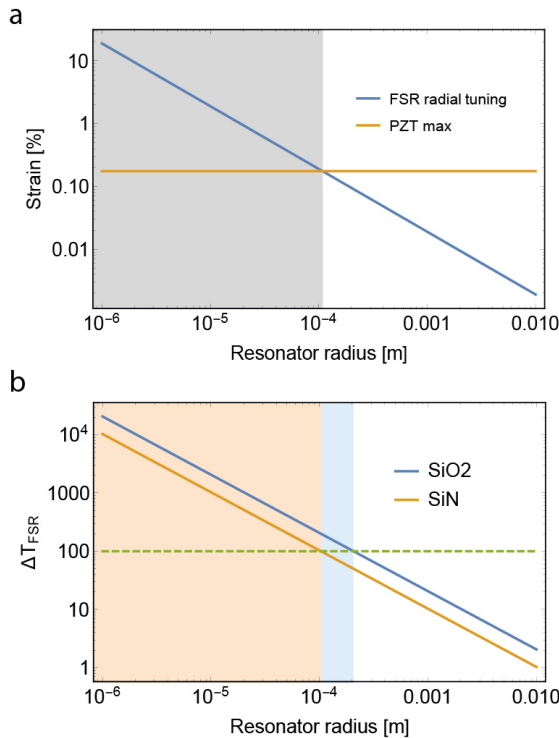 a
10
1
0.10
0.01
Strain [%]
FSR radial tuning
PZT max
10⁻⁶
10⁻⁵
10⁻⁴
0.001
0.010
Resonator radius [m]
b
10⁴
1000
100
10
1
ΔT_FSR
SiO2
SiN
10⁻⁶
10⁻⁵
10⁻⁴
0.001
0.010
Resonator radius [m]